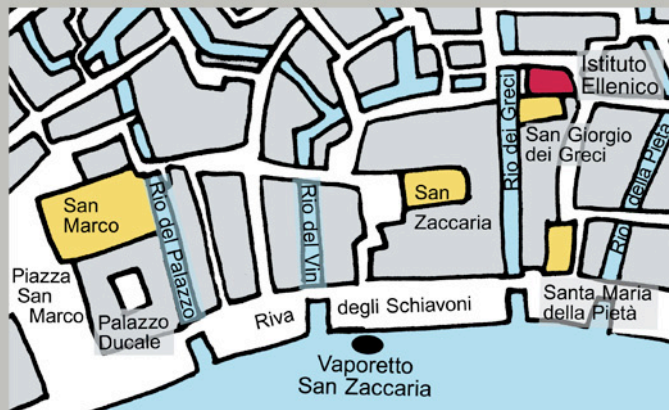 Istituto
Ellenico
Rio dei Greci
San Giorgio
dei Greci
Rio della Pietà
San
Marco
Rio del Palazzo
Rio del Vin
San
Zaccaria
Piazza
San
Marco
Palazzo
Ducale
Riva degli Schiavoni
Santa Maria
della Pietà
Vaporetto
San Zaccaria